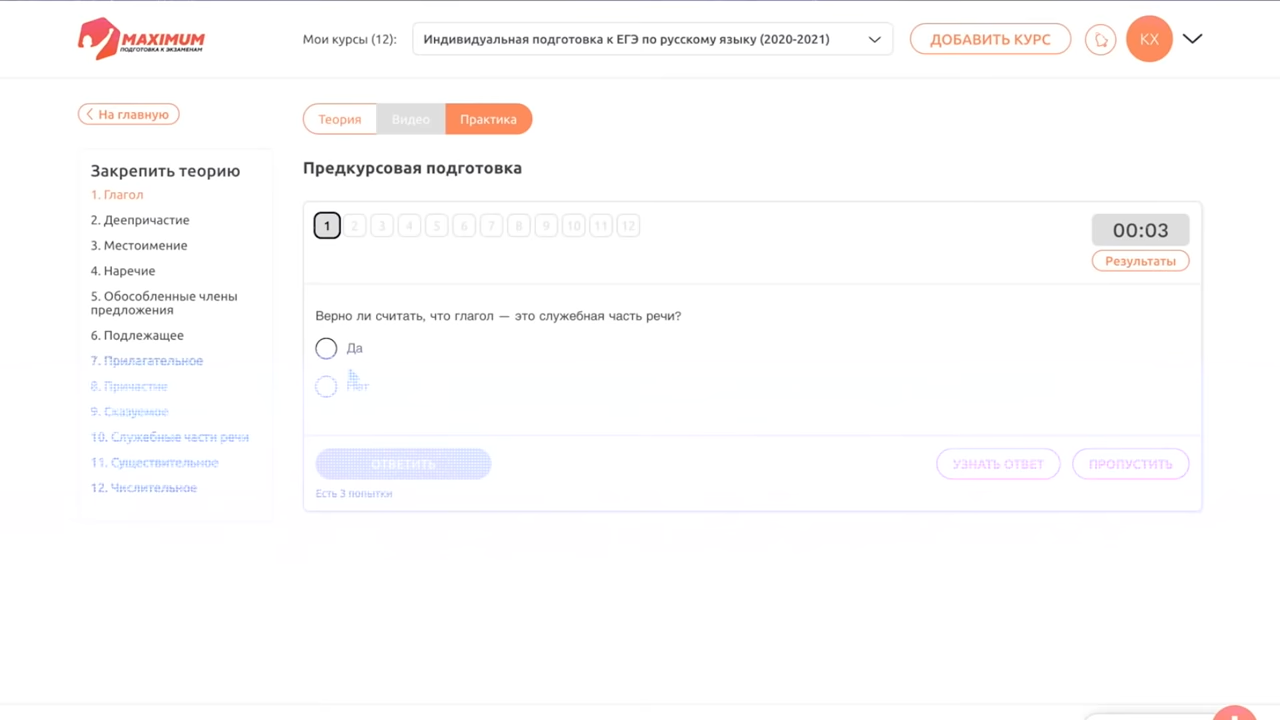 MAXIMUM
ПОДГОТОВКА К ЭКЗАМЕНАМ
Мои курсы (12):
Индивидуальная подготовка к ЕГЭ по русскому языку (2020-2021)
ДОБАВИТЬ КУРС
КХ
На главную
Теория
Видео
Практика
Закрепить теорию
1. Глагол
2. Деепричастие
3. Местоимение
4. Наречие
5. Обособленные члены
предложения
6. Подлежащее
7. Прилагательное
8. Причастие
9. Сказуемое
10. Служебные части речи
11. Существительное
12. Числительное
Предкурсовая подготовка
1 2 3 4 5 6 7 8 9 10 11 12
00:03
Результаты
Верно ли считать, что глагол — это служебная часть речи?
Да
Нет
ОТВЕТИТЬ
УЗНАТЬ ОТВЕТ
ПРОПУСТИТЬ
Есть 3 попытки